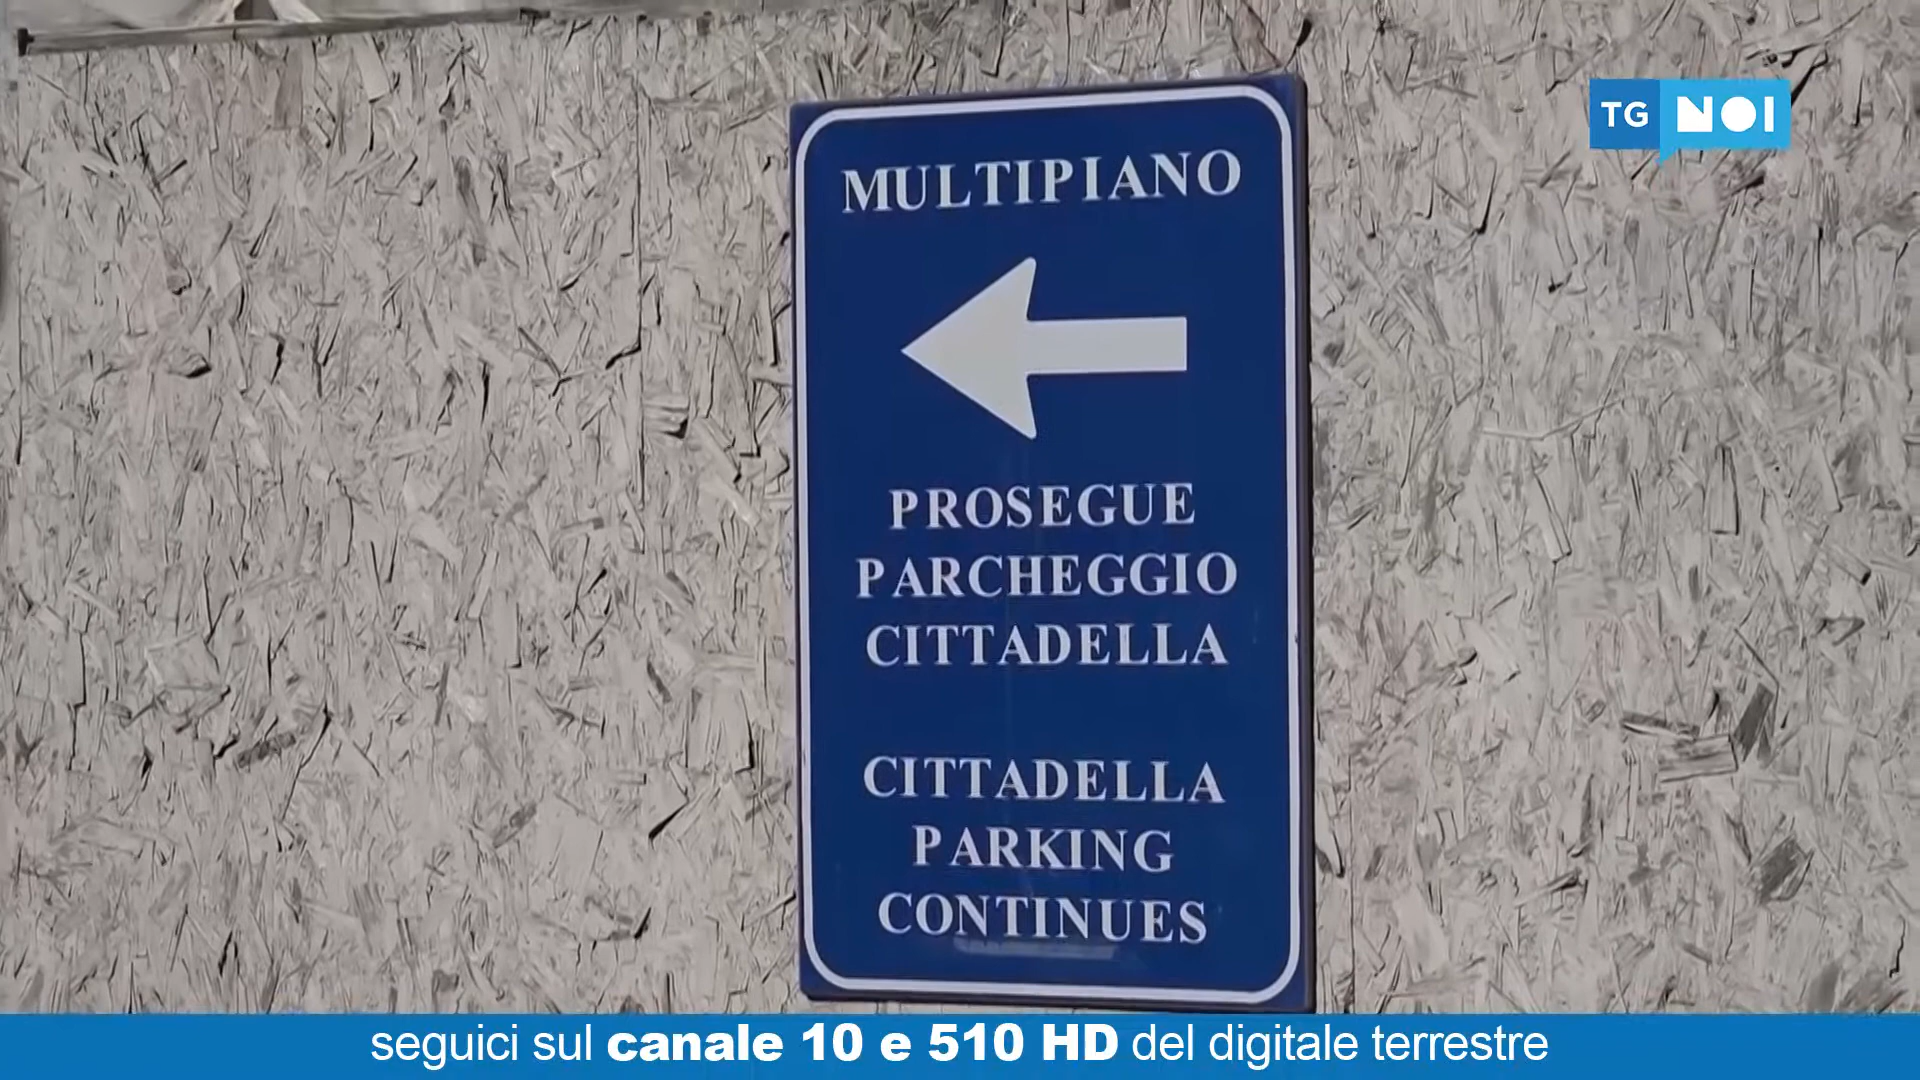 TG NOI
MULTIPIANO
PROSEGUE
PARCHEGGIO
CITTADELLA
CITTADELLA
PARKING
CONTINUES
seguici sul canale 10 e 510 HD del digitale terrestre